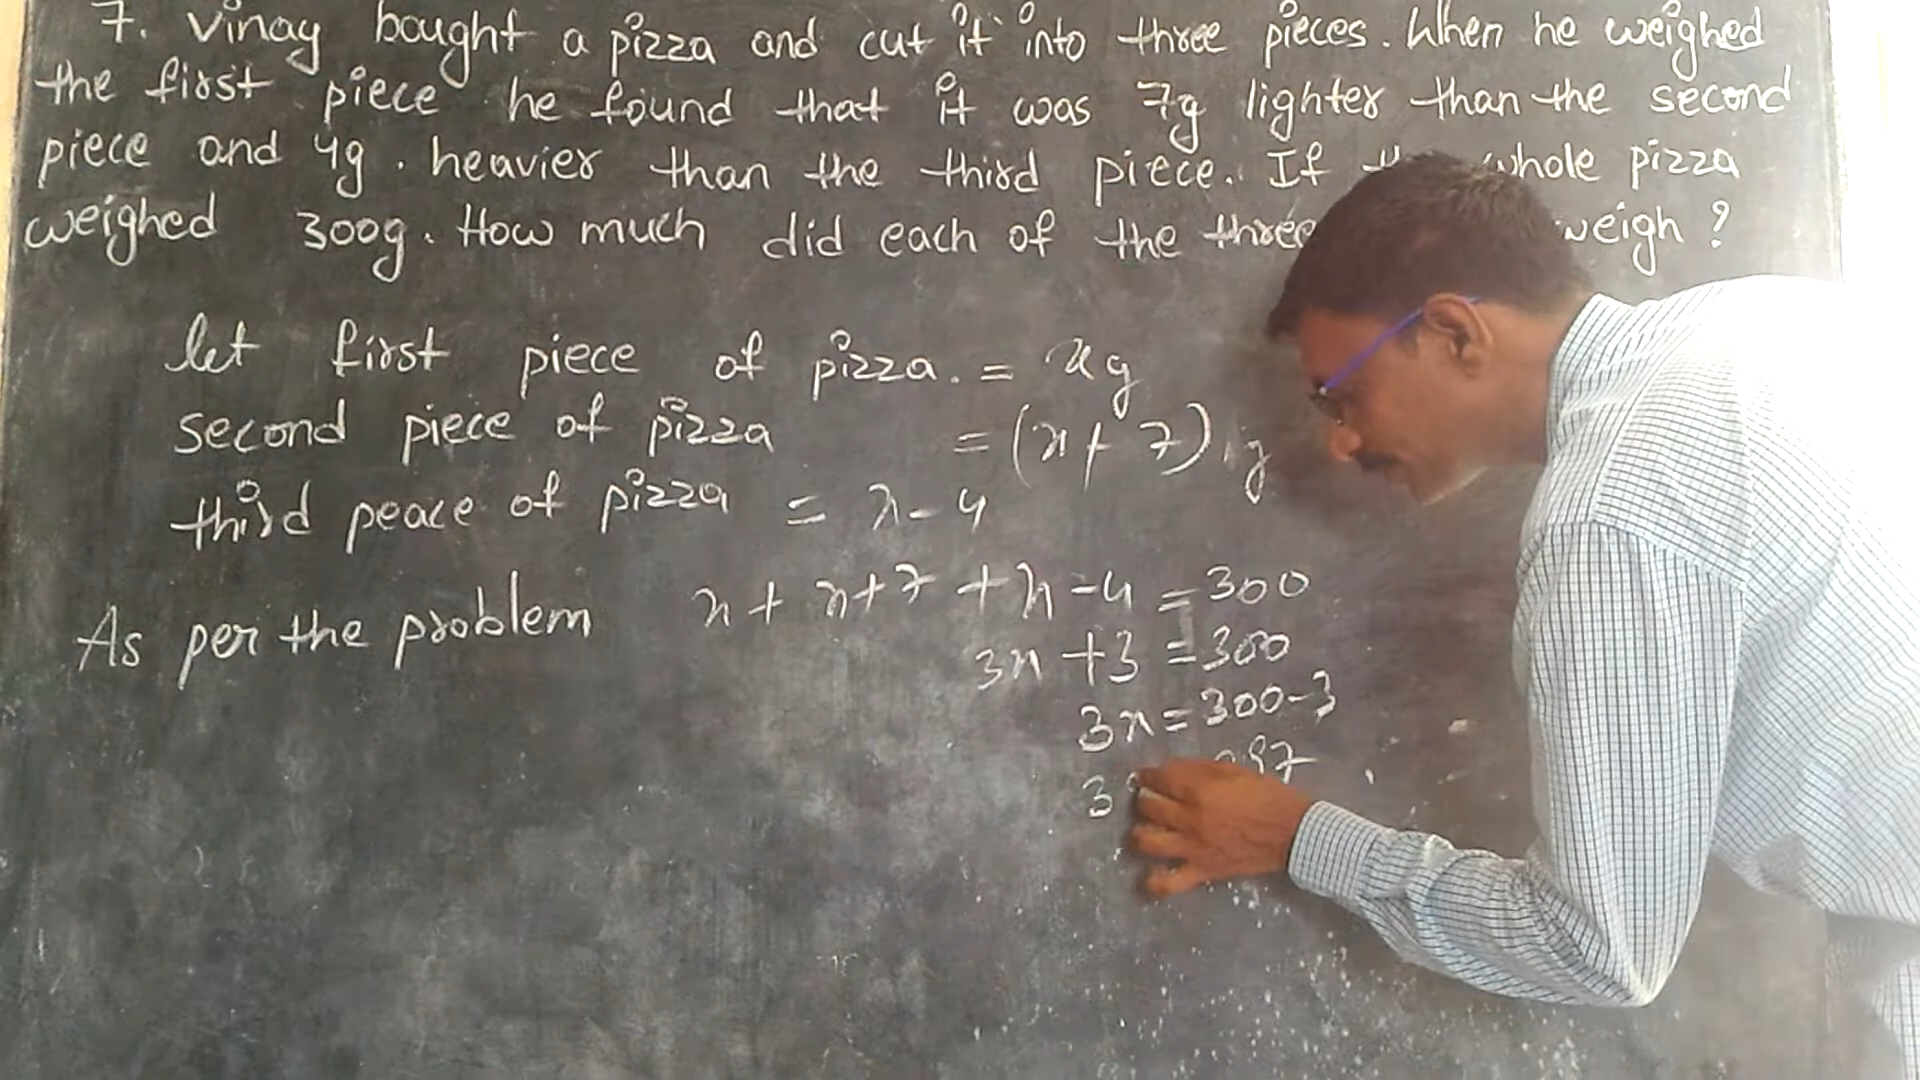 7. Vinay bought a pizza and cut it into three pieces. When he weighed
the first piece he found that it was 7g lighter than the second
piece and 4g. heavier than the third piece. If whole pizza
weighed 300g. How much did each of the three weigh?
let first piece of pizza. = x g
second piece of pizza = (x+7) g
third peace of pizza = x-4
As per the problem x + x+7 + x-4 = 300
3x +3 = 300
3x = 300-3
3 97